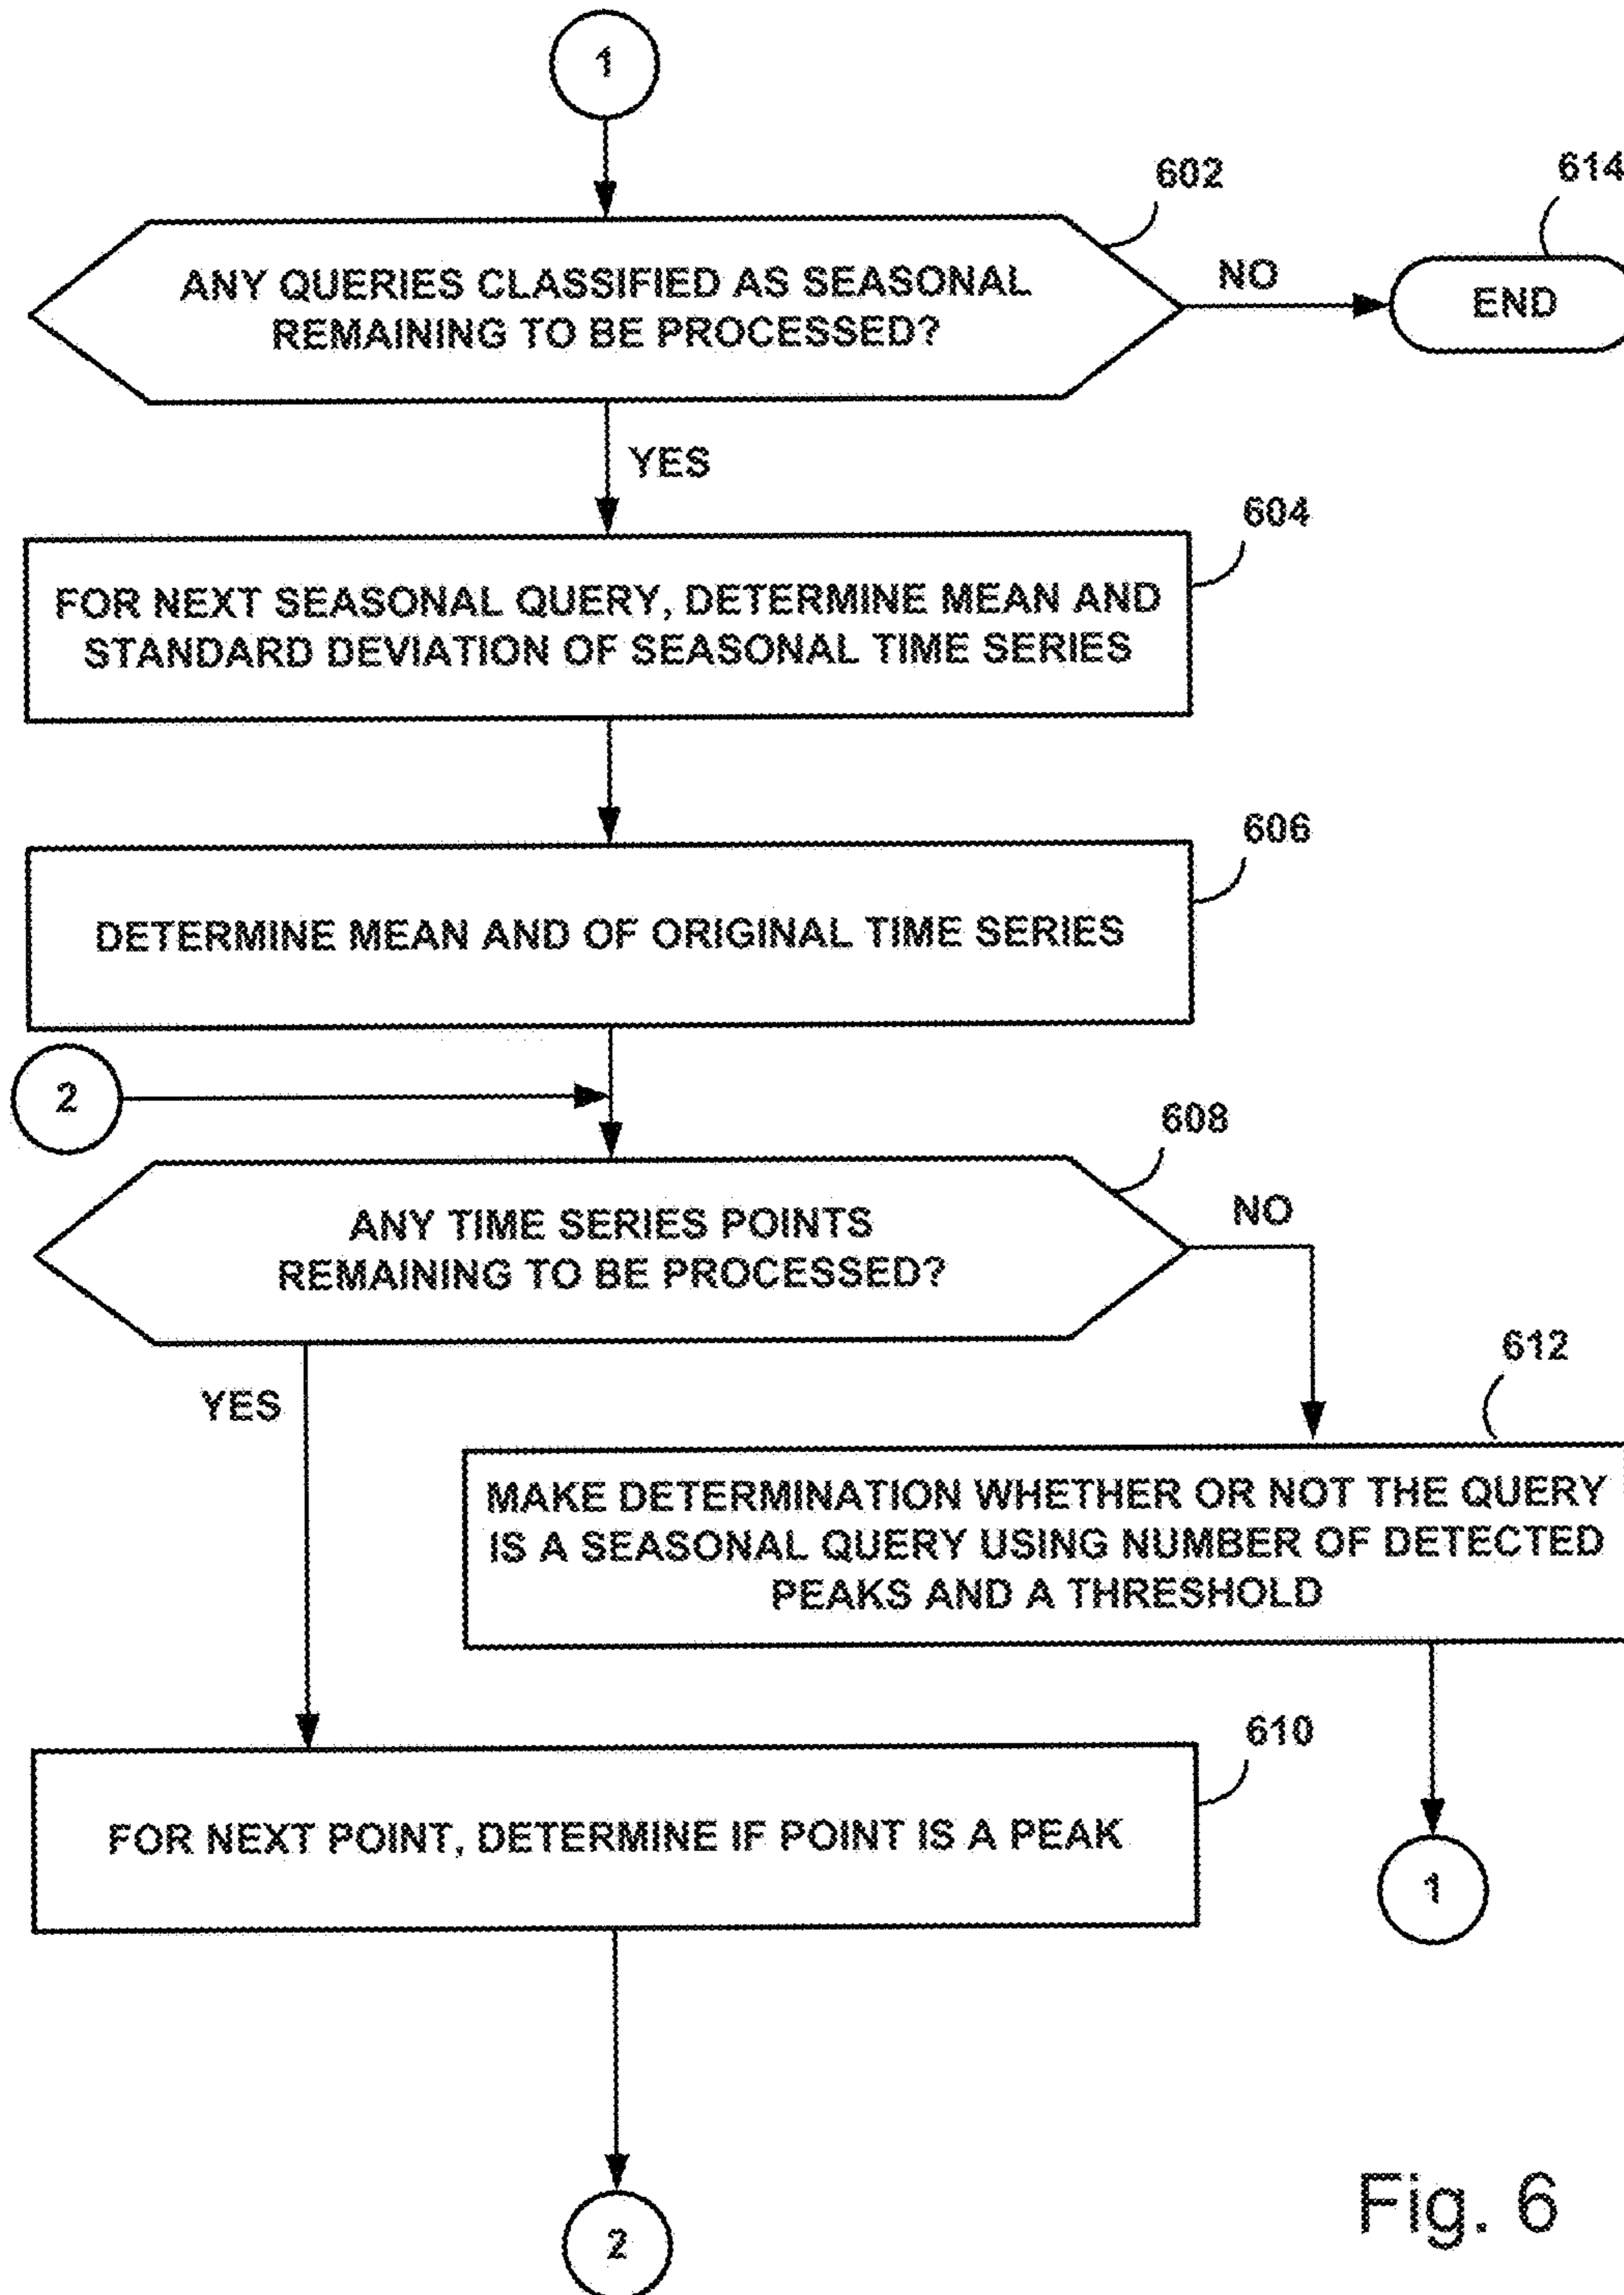 1
602
614
ANY QUERIES CLASSIFIED AS SEASONAL
REMAINING TO BE PROCESSED?
NO
END
YES
604
FOR NEXT SEASONAL QUERY, DETERMINE MEAN AND
STANDARD DEVIATION OF SEASONAL TIME SERIES
606
DETERMINE MEAN AND OF ORIGINAL TIME SERIES
2
608
ANY TIME SERIES POINTS
REMAINING TO BE PROCESSED?
NO
YES
612
MAKE DETERMINATION WHETHER OR NOT THE QUERY
IS A SEASONAL QUERY USING NUMBER OF DETECTED
PEAKS AND A THRESHOLD
610
FOR NEXT POINT, DETERMINE IF POINT IS A PEAK
1
2
Fig. 6